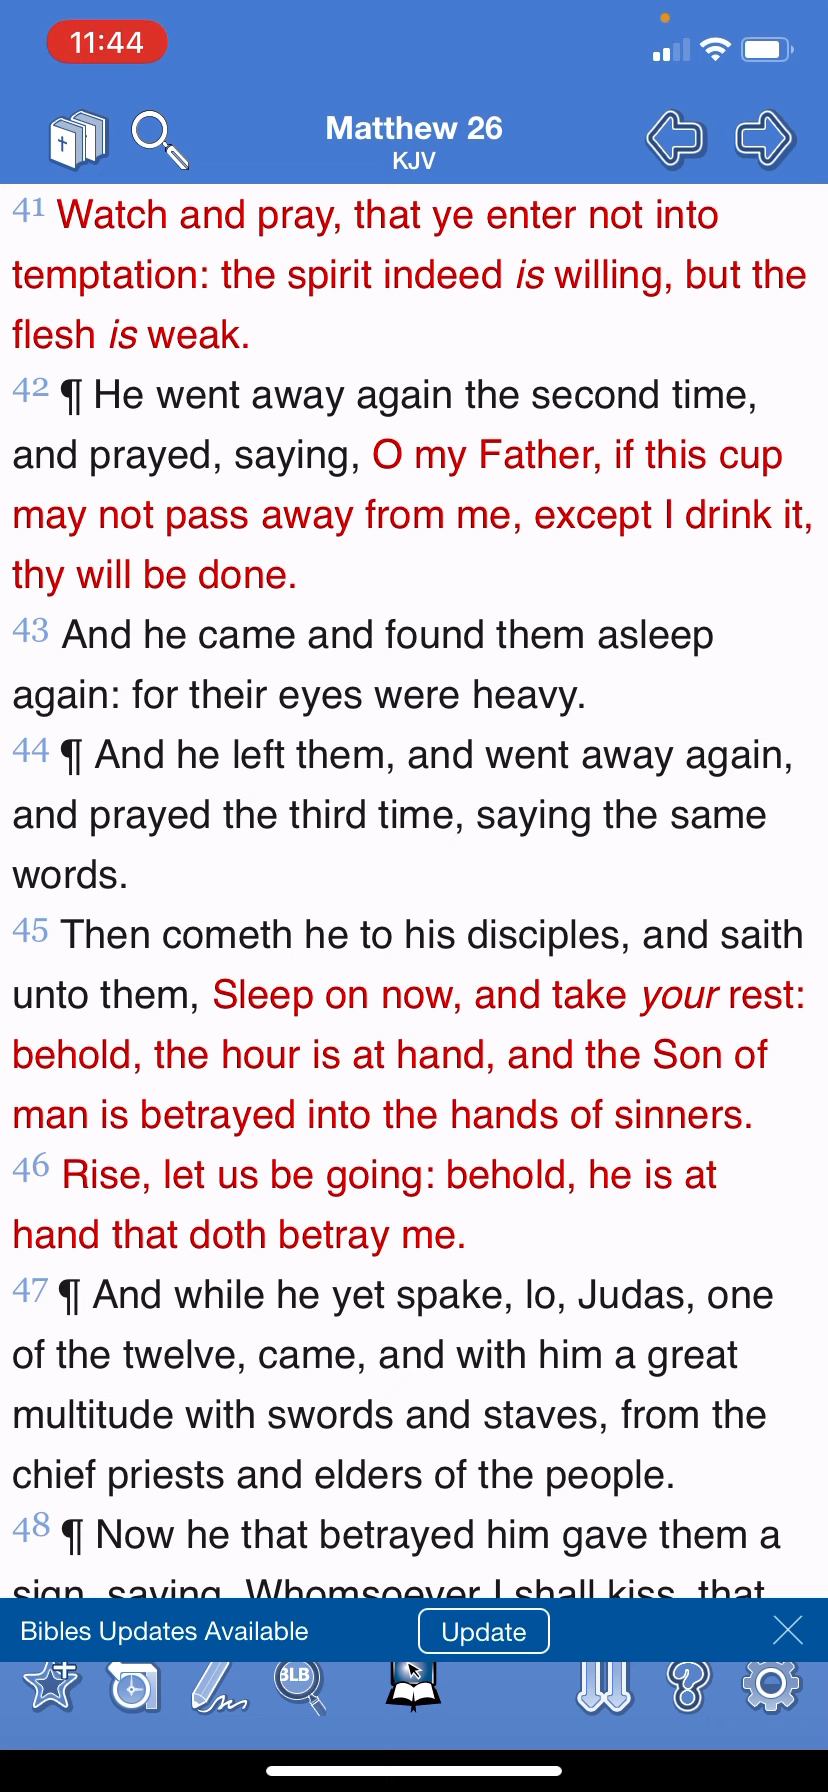 11:44
Matthew 26
KJV
41 Watch and pray, that ye enter not into
temptation: the spirit indeed is willing, but the
flesh is weak.
42 ¶ He went away again the second time,
and prayed, saying, O my Father, if this cup
may not pass away from me, except I drink it,
thy will be done.
43 And he came and found them asleep
again: for their eyes were heavy.
44 ¶ And he left them, and went away again,
and prayed the third time, saying the same
words.
45 Then cometh he to his disciples, and saith
unto them, Sleep on now, and take your rest:
behold, the hour is at hand, and the Son of
man is betrayed into the hands of sinners.
46 Rise, let us be going: behold, he is at
hand that doth betray me.
47 ¶ And while he yet spake, lo, Judas, one
of the twelve, came, and with him a great
multitude with swords and staves, from the
chief priests and elders of the people.
48 ¶ Now he that betrayed him gave them a
sign, saying, Whomsoever I shall kiss, that
Bibles Updates Available
Update
BLB